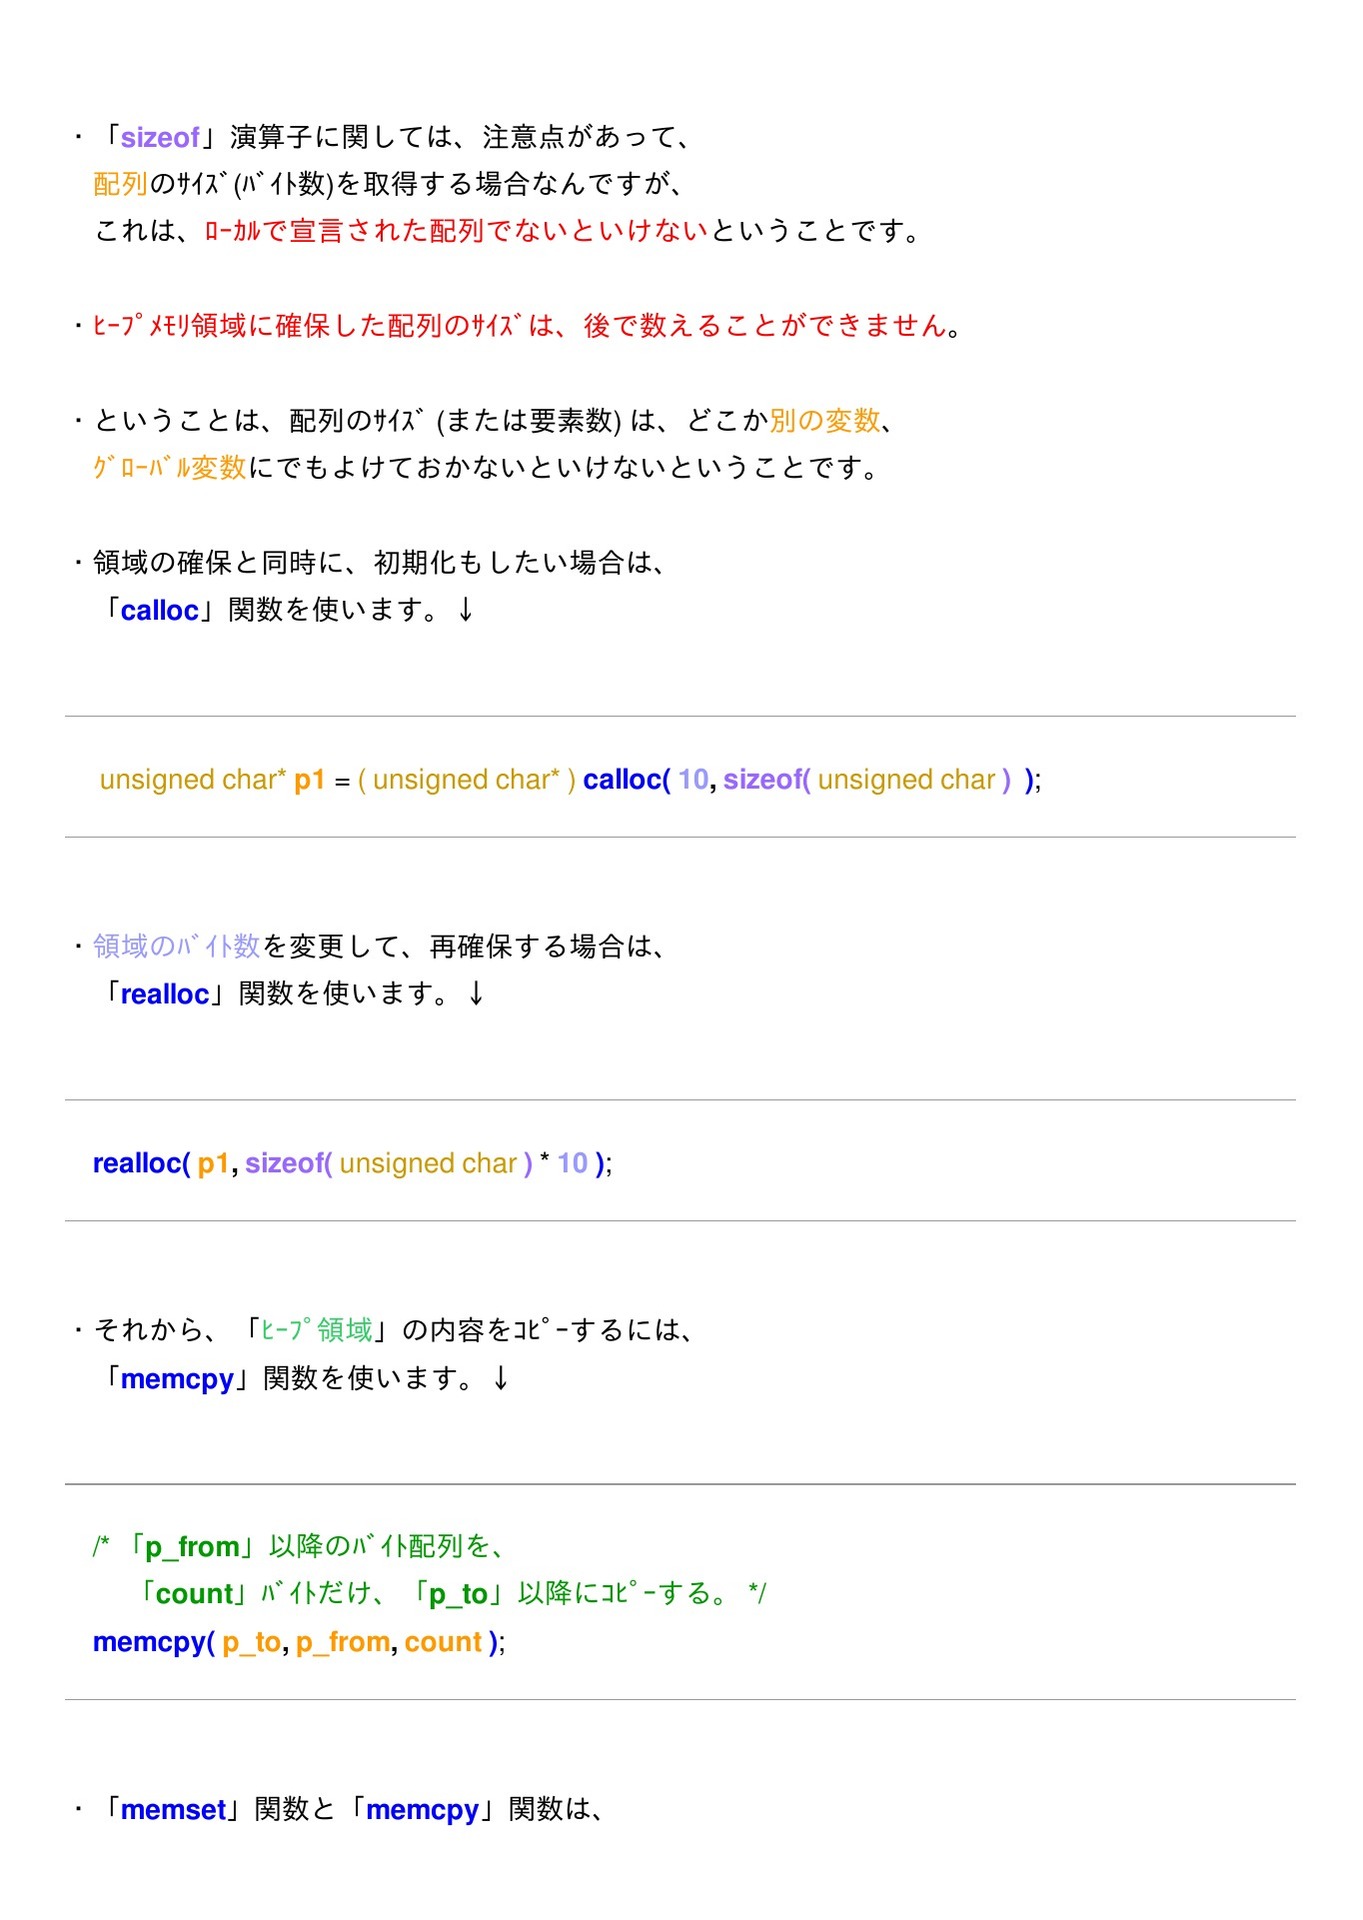 ・「sizeof」演算子に関しては、注意点があって、
配列のｻｲｽﾞ(ﾊﾞｲﾄ数)を取得する場合なんですが、
これは、ﾛｰｶﾙで宣言された配列でないといけないということです。
・ﾋｰﾌﾟﾒﾓﾘ領域に確保した配列のｻｲｽﾞは、後で数えることができません。
・ということは、配列のｻｲｽﾞ(または要素数) は、どこか別の変数、
ｸﾞﾛｰﾊﾞﾙ変数にでもよけておかないといけないということです。
・領域の確保と同時に、初期化もしたい場合は、
「calloc」関数を使います。↓
unsigned char* p1 = ( unsigned char* ) calloc( 10, sizeof( unsigned char )  );
・領域のﾊﾞｲﾄ数を変更して、再確保する場合は、
「realloc」関数を使います。↓
realloc( p1, sizeof( unsigned char ) * 10 );
・それから、「ﾋｰﾌﾟ領域」の内容をｺﾋﾟｰするには、
「memcpy」関数を使います。↓
/* 「p_from」以降のﾊﾞｲﾄ配列を、
「count」ﾊﾞｲﾄだけ、「p_to」以降にｺﾋﾟｰする。 */
memcpy( p_to, p_from, count );
・「memset」関数と「memcpy」関数は、